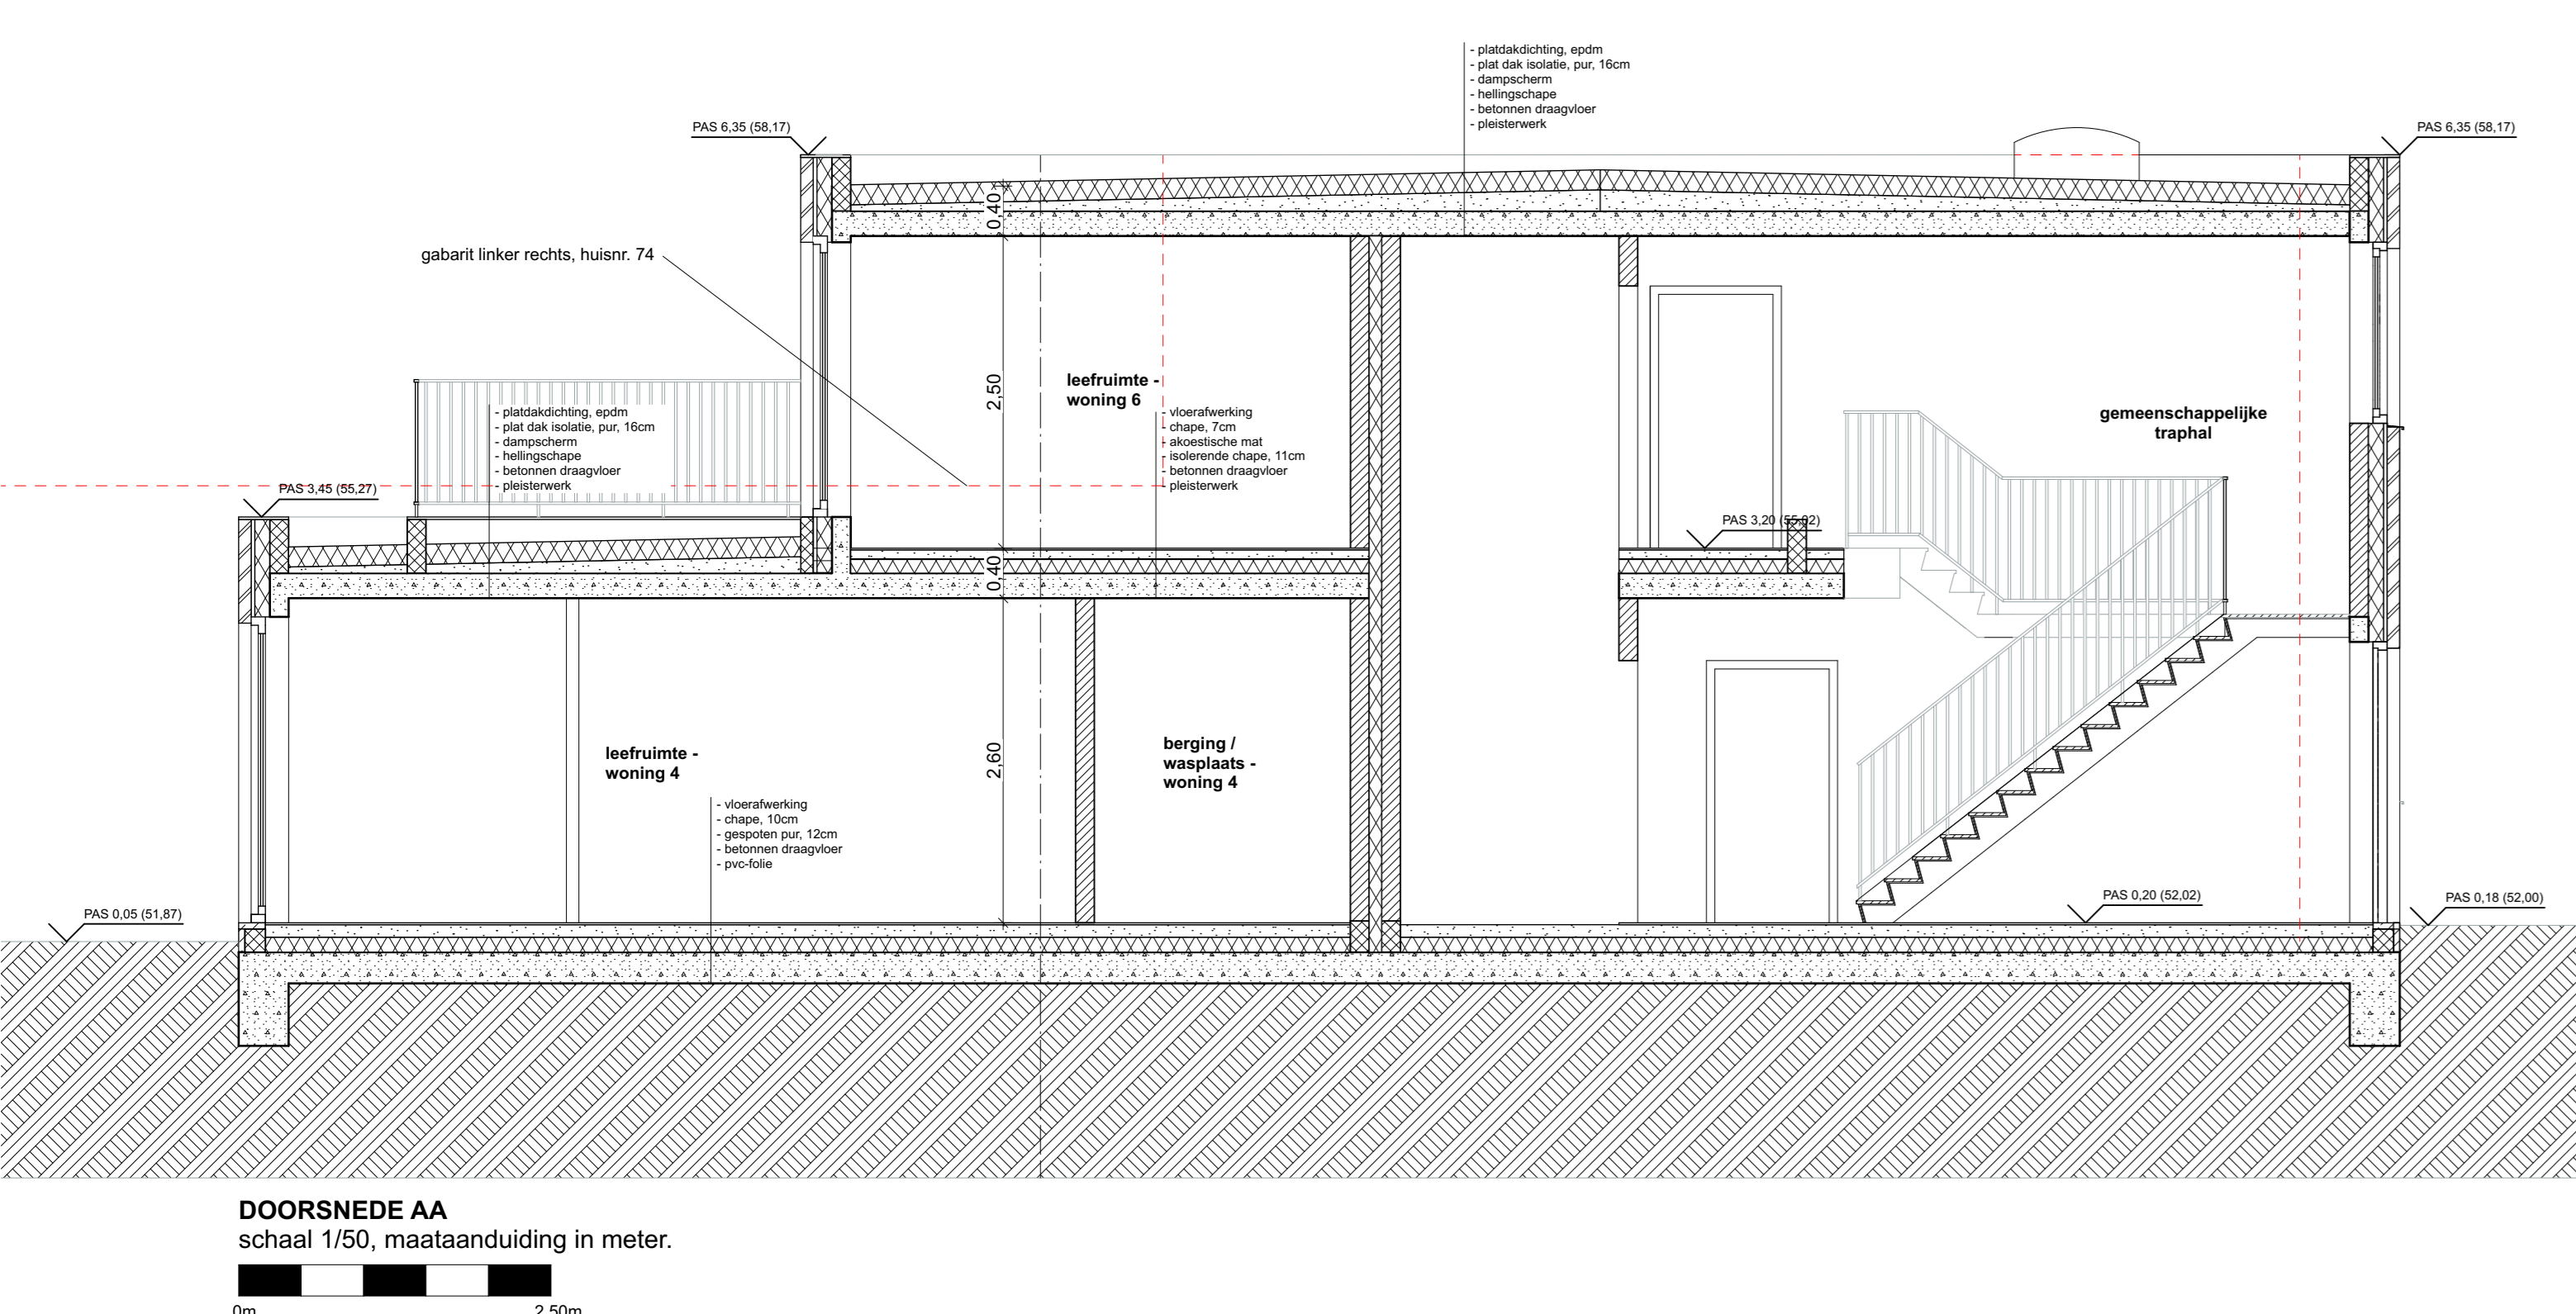 - platdakdichting, epdm
- plat dak isolatie, pur, 16cm
- dampscherm
- hellingschape
- betonnen draagvloer
- pleisterwerk
PAS 6,35 (58,17)
PAS 6,35 (58,17)
0,40
gabarit linker rechts, huisnr. 74
2,50
leefruimte -
woning 6
- vloerafwerking
- chape, 7cm
- akoestische mat
- isolerende chape, 11cm
- betonnen draagvloer
- pleisterwerk
gemeenschappelijke
traphal
- platdakdichting, epdm
- plat dak isolatie, pur, 16cm
- dampscherm
- hellingschape
- betonnen draagvloer
- pleisterwerk
PAS 3,45 (55,27)
PAS 3,20 (55,02)
0,40
2,60
leefruimte -
woning 4
berging /
wasplaats -
woning 4
- vloerafwerking
- chape, 10cm
- gespoten pur, 12cm
- betonnen draagvloer
- pvc-folie
PAS 0,05 (51,87)
PAS 0,20 (52,02)
PAS 0,18 (52,00)
DOORSNEDE AA
schaal 1/50, maataanduiding in meter.
0m
2,50m